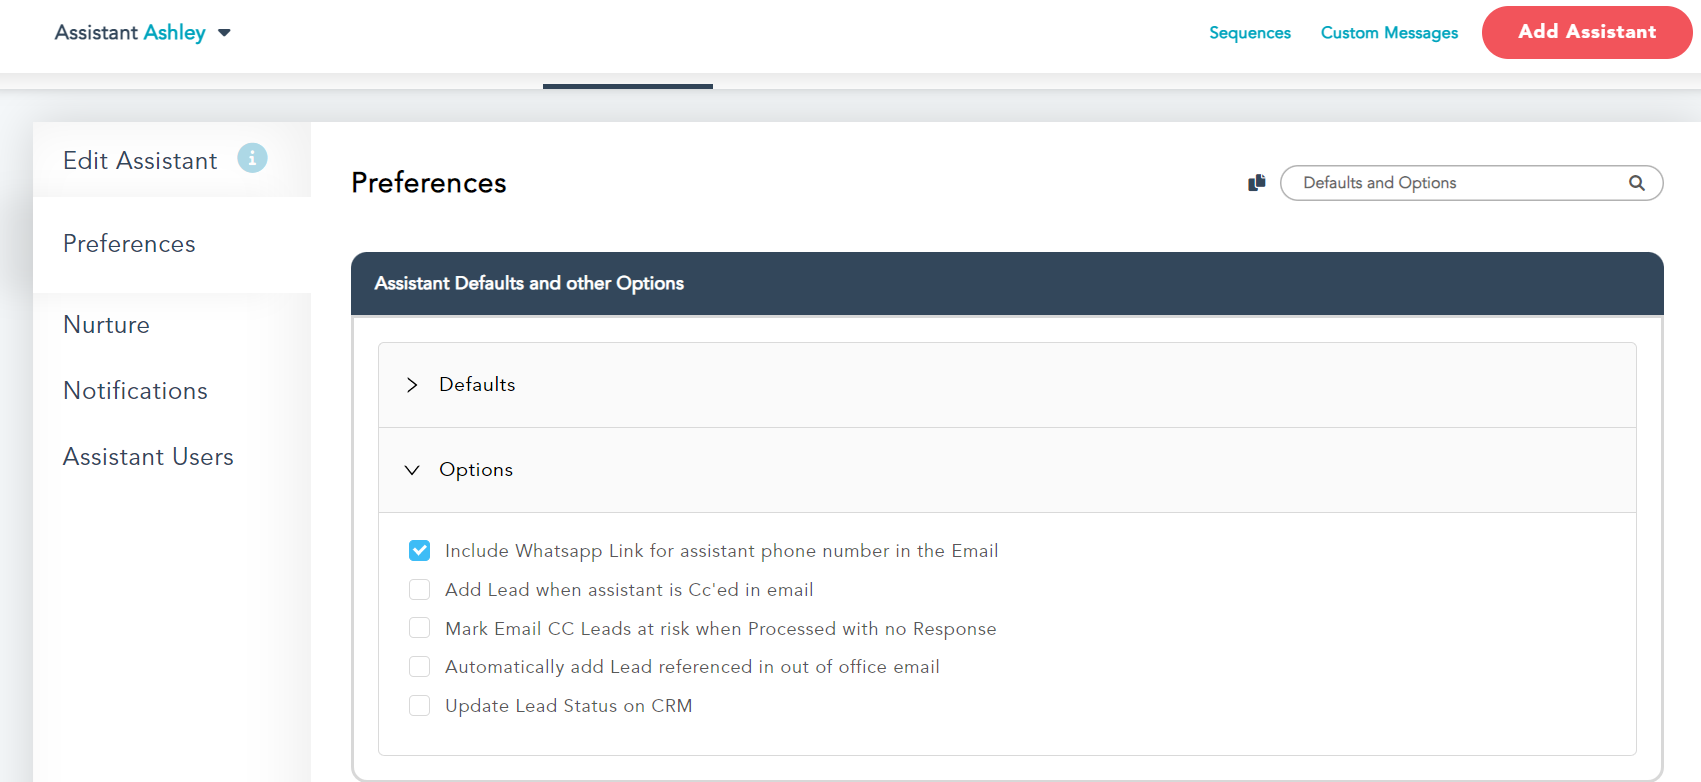 Assistant Ashley
Sequences
Custom Messages
Add Assistant
Edit Assistant
Preferences
Nurture
Notifications
Assistant Users
Preferences
Defaults and Options
Assistant Defaults and other Options
Defaults
Options
Include Whatsapp Link for assistant phone number in the Email
Add Lead when assistant is Cc'ed in email
Mark Email CC Leads at risk when Processed with no Response
Automatically add Lead referenced in out of office email
Update Lead Status on CRM